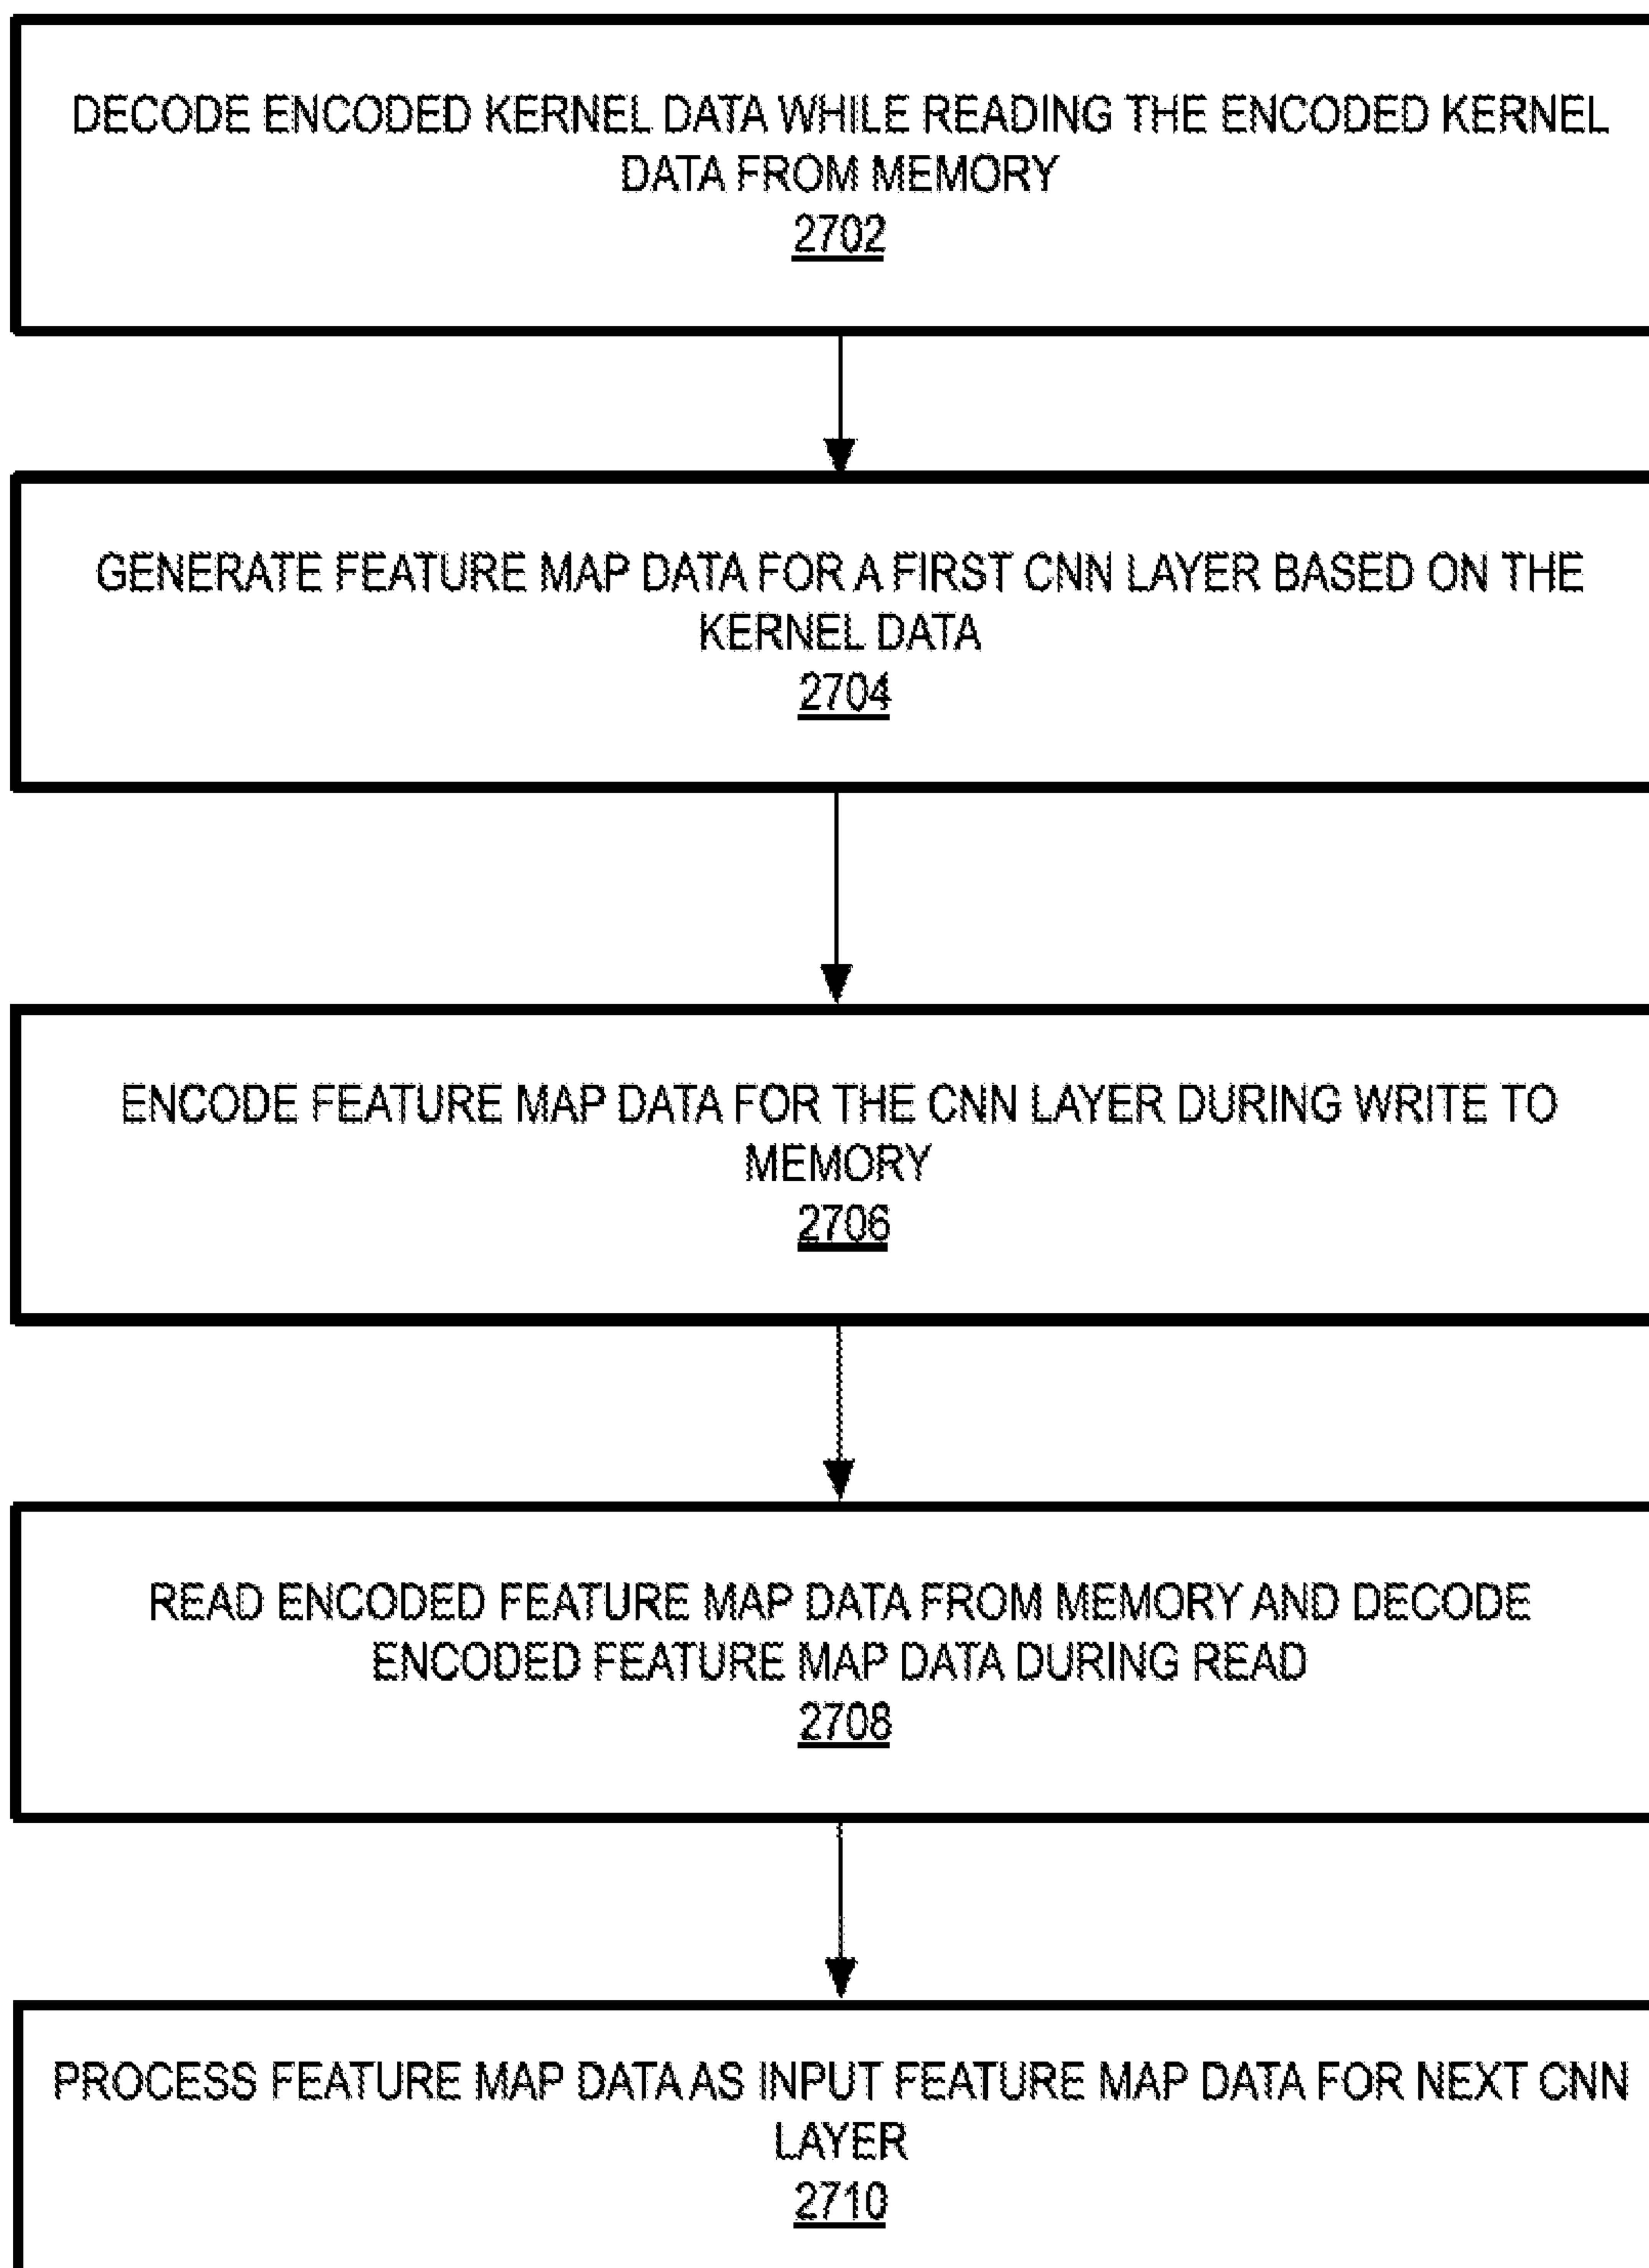 DECODE ENCODED KERNEL DATA WHILE READING THE ENCODED KERNEL
DATA FROM MEMORY
2702
GENERATE FEATURE MAP DATA FOR A FIRST CNN LAYER BASED ON THE
KERNEL DATA
2704
ENCODE FEATURE MAP DATA FOR THE CNN LAYER DURING WRITE TO
MEMORY
2706
READ ENCODED FEATURE MAP DATA FROM MEMORY AND DECODE
ENCODED FEATURE MAP DATA DURING READ
2708
PROCESS FEATURE MAP DATA AS INPUT FEATURE MAP DATA FOR NEXT CNN
LAYER
2710